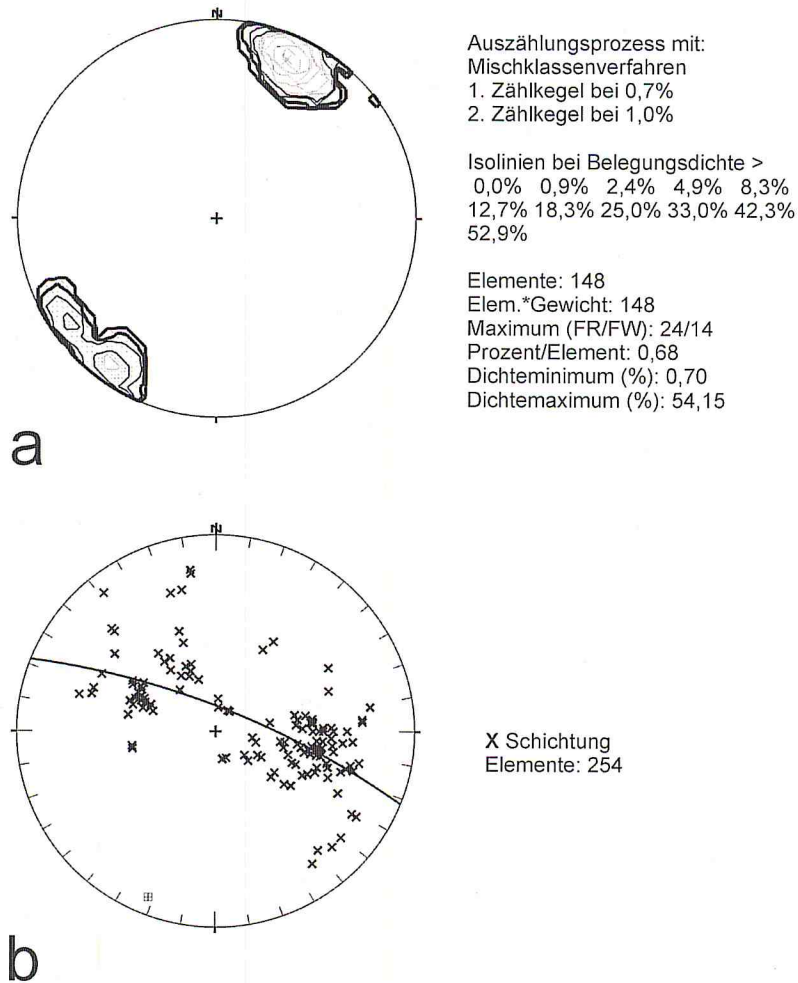 N
Auszählungsprozess mit:
Mischklassenverfahren
1. Zählkegel bei 0,7%
2. Zählkegel bei 1,0%
Isolinien bei Belegungsdichte >
0,0% 0,9% 2,4% 4,9% 8,3%
12,7% 18,3% 25,0% 33,0% 42,3%
52,9%
Elemente: 148
Elem.*Gewicht: 148
Maximum (FR/FW): 24/14
Prozent/Element: 0,68
Dichteminimum (%): 0,70
Dichtemaximum (%): 54,15
a
N
X Schichtung
Elemente: 254
b